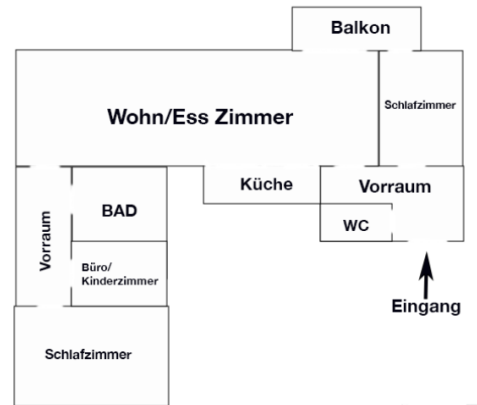 Balkon
Wohn/Ess Zimmer
Schlafzimmer
Küche
Vorraum
WC
Eingang
Vorraum
BAD
Büro/
Kinderzimmer
Schlafzimmer